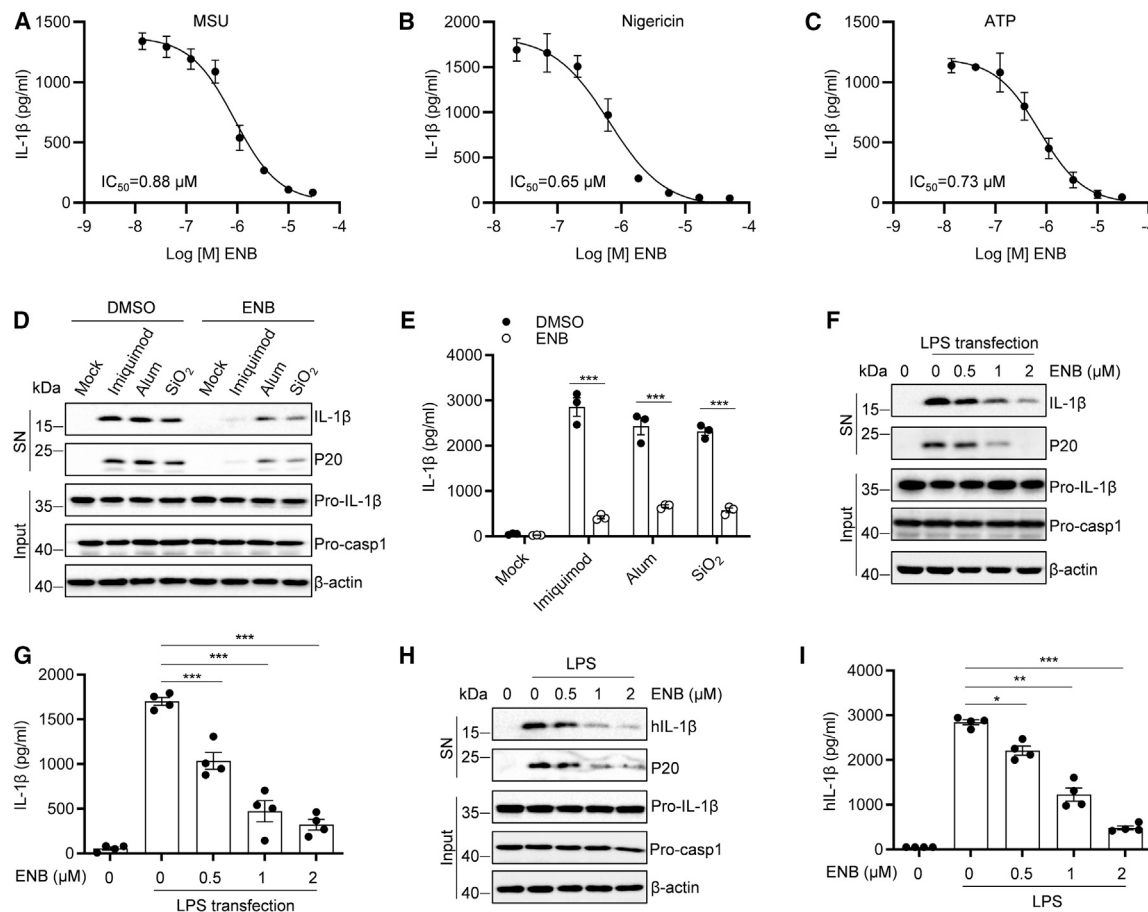 A
MSU
IL-1β (pg/ml)
1500
1000
500
0
IC50=0.88 μM
-9 -8 -7 -6 -5 -4
Log [M] ENB
B
Nigericin
IL-1β (pg/ml)
2000
1500
1000
500
0
IC50=0.65 μM
-8 -7 -6 -5 -4
Log [M] ENB
C
ATP
IL-1β (pg/ml)
1500
1000
500
0
IC50=0.73 μM
-9 -8 -7 -6 -5 -4
Log [M] ENB
D
DMSO ENB
kDa Mock Imiquimod Alum SiO2 Mock Imiquimod Alum SiO2
SN
15 IL-1β
25 P20
Input
35 Pro-IL-1β
40 Pro-casp1
40 β-actin
E
DMSO
ENB
IL-1β (pg/ml)
4000
3000
2000
1000
0
*** *** ***
Mock Imiquimod Alum SiO2
F
LPS transfection
kDa 0 0 0.5 1 2 ENB (μM)
SN
15 IL-1β
25 P20
Input
35 Pro-IL-1β
40 Pro-casp1
40 β-actin
G
IL-1β (pg/ml)
2000
1500
1000
500
0
***
***
***
ENB (μM) 0 0 0.5 1 2
LPS transfection
H
LPS
kDa 0 0 0.5 1 2 ENB (μM)
SN
15 hIL-1β
25 P20
Input
35 Pro-IL-1β
40 Pro-casp1
40 β-actin
I
hIL-1β (pg/ml)
4000
3000
2000
1000
0
***
**
*
ENB (μM) 0 0 0.5 1 2
LPS